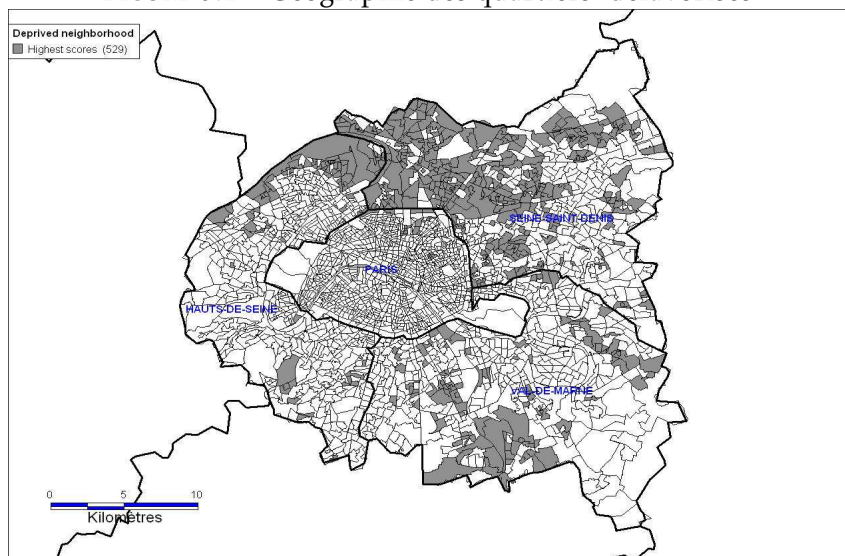 Deprived neighborhood
Highest scores (529)
SEINE-SAINT-DENIS
PARIS
HAUTS-DE-SEINE
VAL-DE-MARNE
0 5 10
Kilomètres